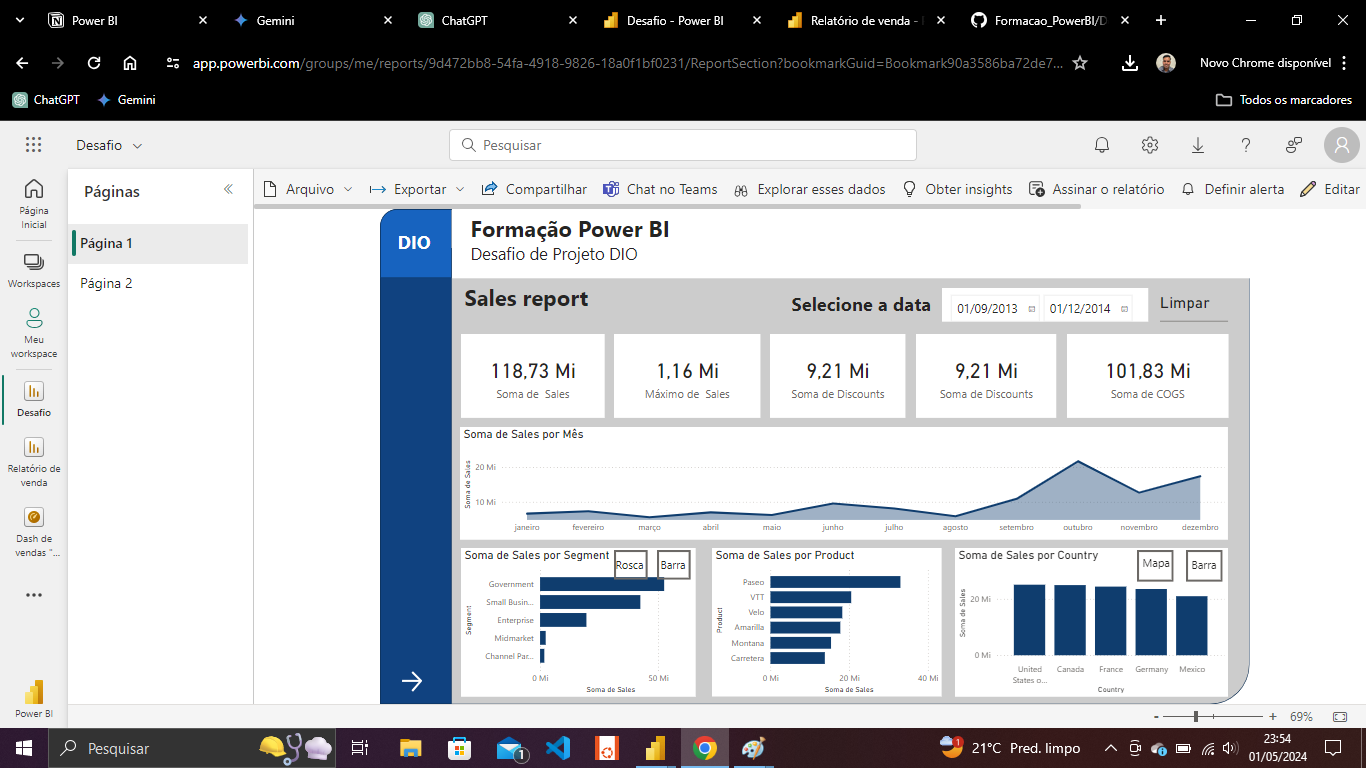 Power BI
Gemini
ChatGPT
Desafio - Power BI
Relatório de venda -
Formacao_PowerBI/D
app.powerbi.com/groups/me/reports/9d472bb8-54fa-4918-9826-18a0f1bf0231/ReportSection?bookmarkGuid=Bookmark90a3586ba72de7...
Novo Chrome disponível
ChatGPT
Gemini
Todos os marcadores
Desafio
Pesquisar
Página
Inicial
Workspaces
Meu
workspace
Desafio
Relatório de
venda
Dash de
vendas "...
Power BI
Páginas
Página 1
Página 2
Arquivo
Exportar
Compartilhar
Chat no Teams
Explorar esses dados
Obter insights
Assinar o relatório
Definir alerta
Editar
DIO
Formação Power BI
Desafio de Projeto DIO
Sales report
Selecione a data
01/09/2013
01/12/2014
Limpar
118,73 Mi
Soma de Sales
1,16 Mi
Máximo de Sales
9,21 Mi
Soma de Discounts
9,21 Mi
Soma de Discounts
101,83 Mi
Soma de COGS
Soma de Sales por Mês
Soma de Sales
20 Mi
10 Mi
janeiro
fevereiro
março
abril
maio
junho
julho
agosto
setembro
outubro
novembro
dezembro
Soma de Sales por Segment
Rosca
Barra
Segment
Government
Small Busin...
Enterprise
Midmarket
Channel Par...
0 Mi
50 Mi
Soma de Sales
Soma de Sales por Product
Product
Paseo
VTT
Velo
Amarilla
Montana
Carretera
0 Mi
20 Mi
40 Mi
Soma de Sales
Soma de Sales por Country
Mapa
Barra
Soma de Sales
20 Mi
0 Mi
United
States o...
Canada
France
Germany
Mexico
Country
- + 69%
Pesquisar
1
1
21°C Pred. limpo
23:54
01/05/2024